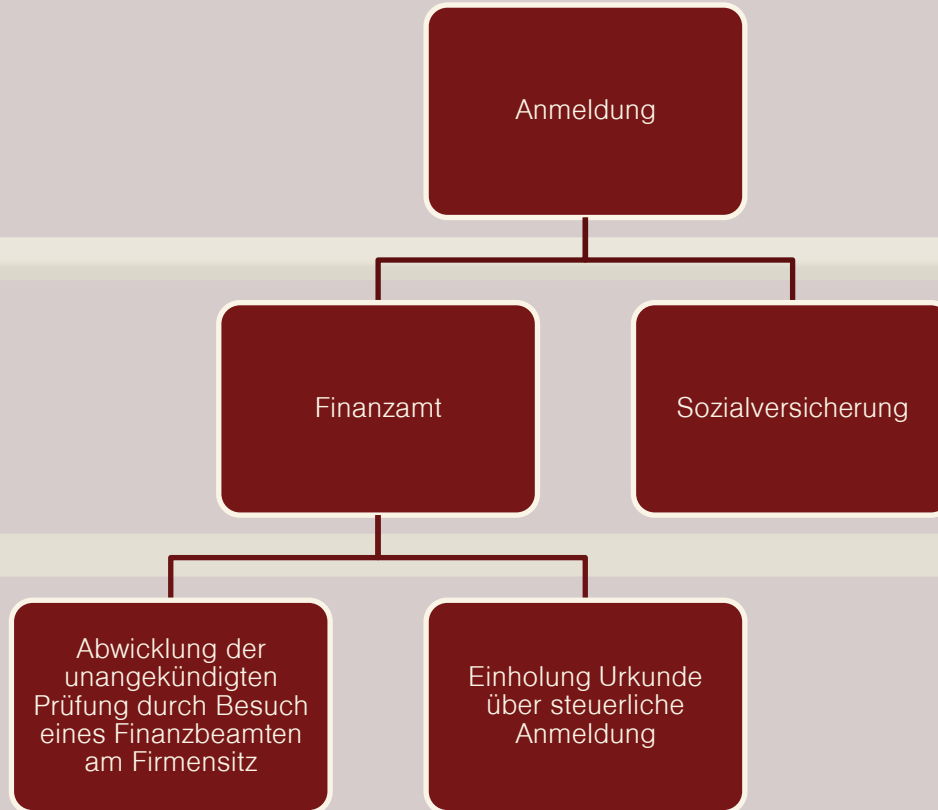 Anmeldung
Finanzamt
Sozialversicherung
Abwicklung der
unangekündigten
Prüfung durch Besuch
eines Finanzbeamten
am Firmensitz
Einholung Urkunde
über steuerliche
Anmeldung